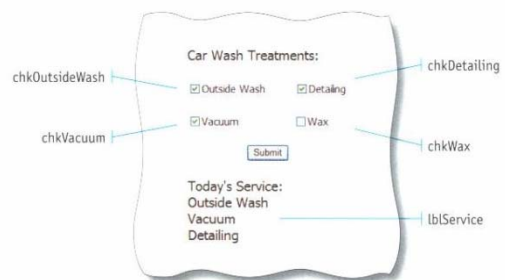 Car Wash Treatments:
chkOutsideWash
chkDetailing
Outside Wash
Detailing
chkVacuum
Vacuum
Wax
chkWax
Submit
Today's Service:
Outside Wash
Vacuum
lblService
Detailing